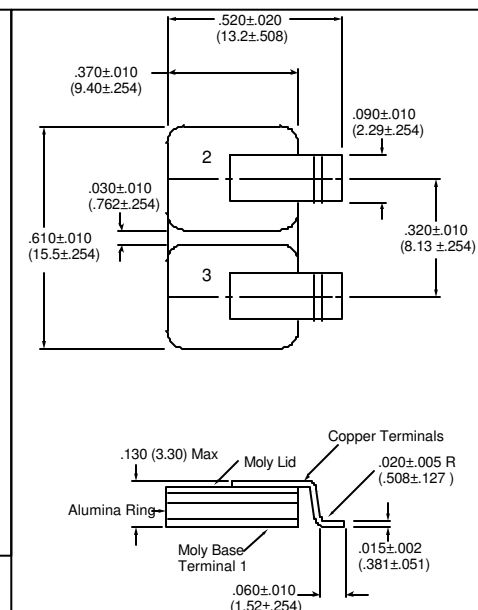 .520±.020
(13.2±.508)
.370±.010
(9.40±.254)
.090±.010
(2.29±.254)
2
.030±.010
(.762±.254)
.320±.010
(8.13 ±.254)
.610±.010
(15.5±.254)
3
Copper Terminals
.130 (3.30) Max
Moly Lid
.020±.005 R
(.508±.127 )
Alumina Ring
Moly Base
Terminal 1
.015±.002
(.381±.051)
.060±.010
(1.52±.254)